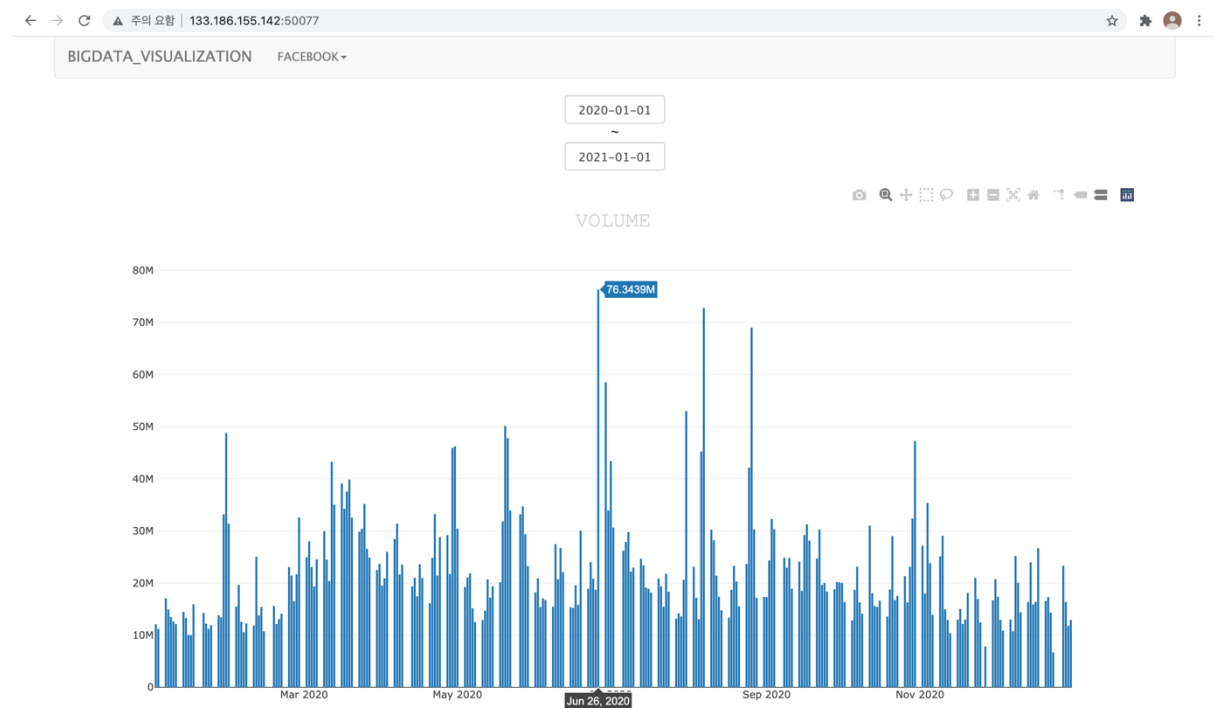 주의 요함 | 133.186.155.142:50077
BIGDATA_VISUALIZATION FACEBOOK
2020-01-01
~
2021-01-01
VOLUME
80M
76.3439M
70M
60M
50M
40M
30M
20M
10M
0
Mar 2020 May 2020 Sep 2020 Nov 2020
Jun 26, 2020